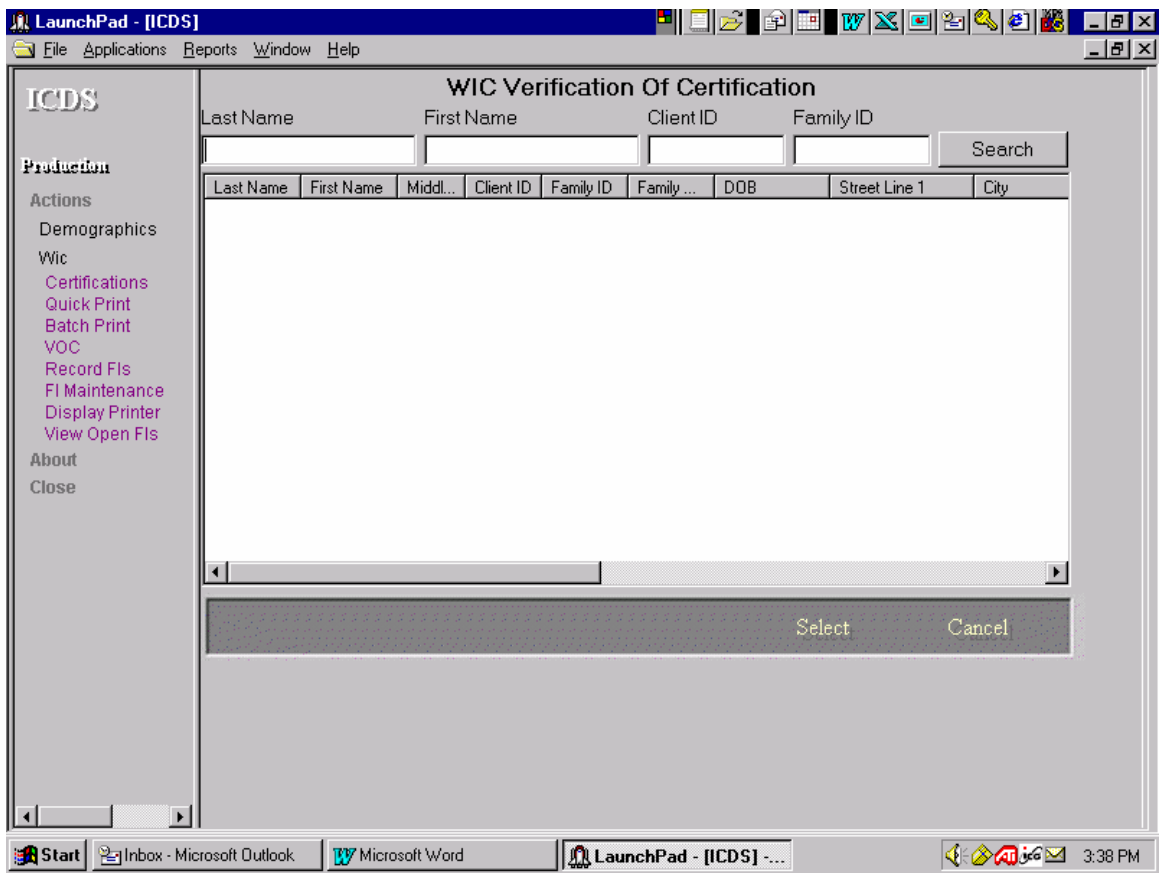 LaunchPad - [ICDS]
File Applications Reports Window Help
ICDS
Production
Actions
Demographics
Wic
Certifications
Quick Print
Batch Print
VOC
Record FIs
FI Maintenance
Display Printer
View Open FIs
About
Close
WIC Verification Of Certification
Last Name First Name Client ID Family ID
Search
Last Name First Name Middl... Client ID Family ID Family ... DOB Street Line 1 City
Select Cancel
Start Inbox - Microsoft Outlook Microsoft Word LaunchPad - [ICDS] -... 3:38 PM